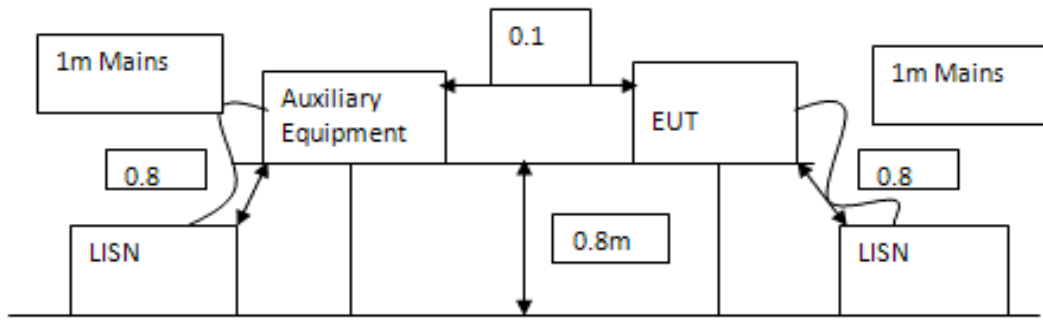 0.1
1m Mains
1m Mains
Auxiliary
Equipment
EUT
0.8
0.8
0.8m
LISN
LISN